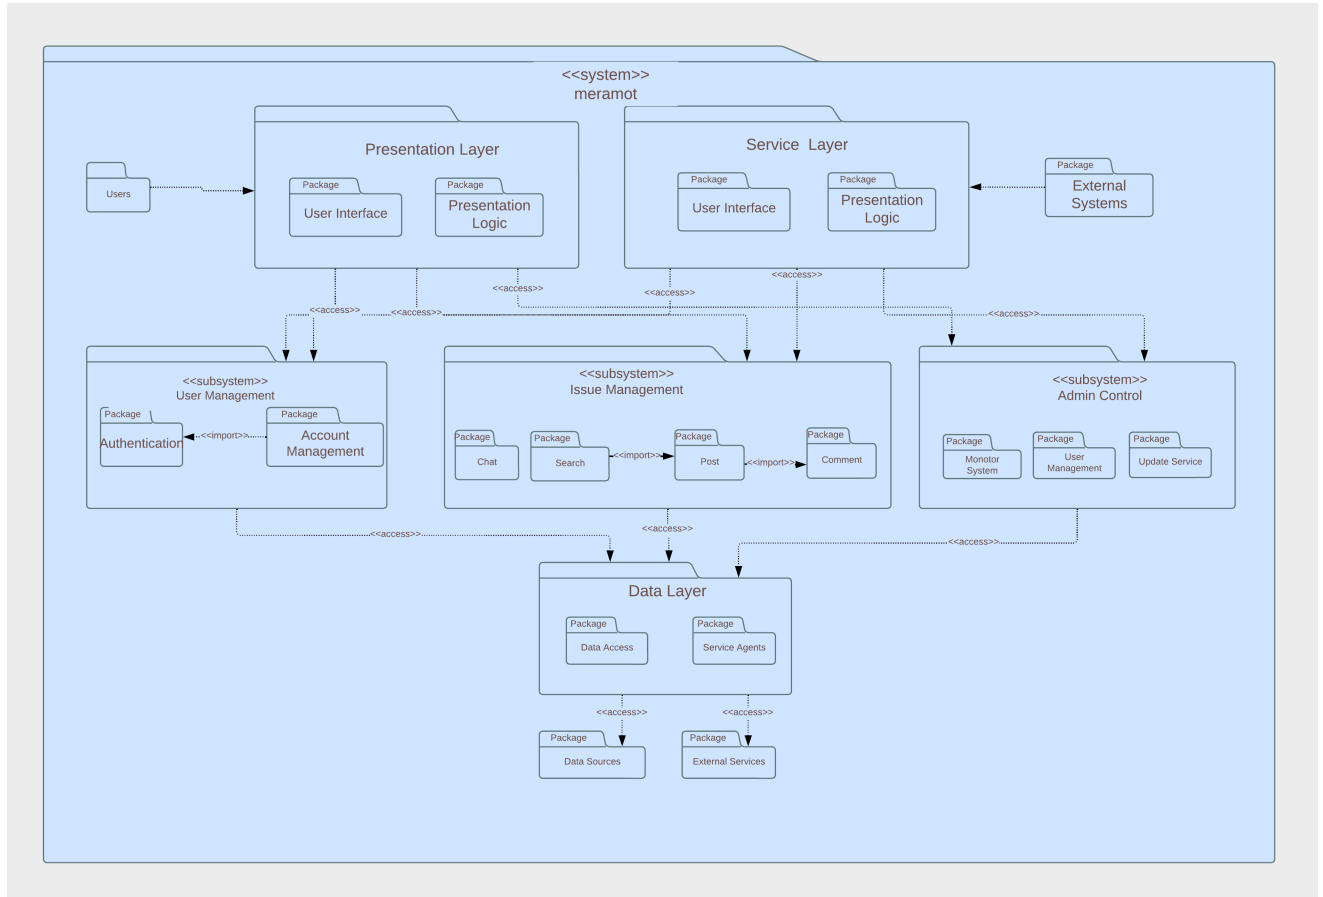 <<system>>
meramot
Presentation Layer
Service  Layer
Users
Package
User Interface
Package
Presentation
Logic
Package
User Interface
Package
Presentation
Logic
Package
External
Systems
<<access>>
<<access>>
<<access>>
<<access>>
<<access>>
<<access>>
<<subsystem>>
User Management
Package
Authentication
<<import>>
Package
Account
Management
<<subsystem>>
Issue Management
Package
Chat
Package
Search
<<import>>
Package
Post
<<import>>
Package
Comment
<<subsystem>>
Admin Control
Package
Monotor
System
Package
User
Management
Package
Update Service
<<access>>
<<access>>
<<access>>
Data Layer
Package
Data Access
Package
Service Agents
<<access>>
<<access>>
Package
Data Sources
Package
External Services